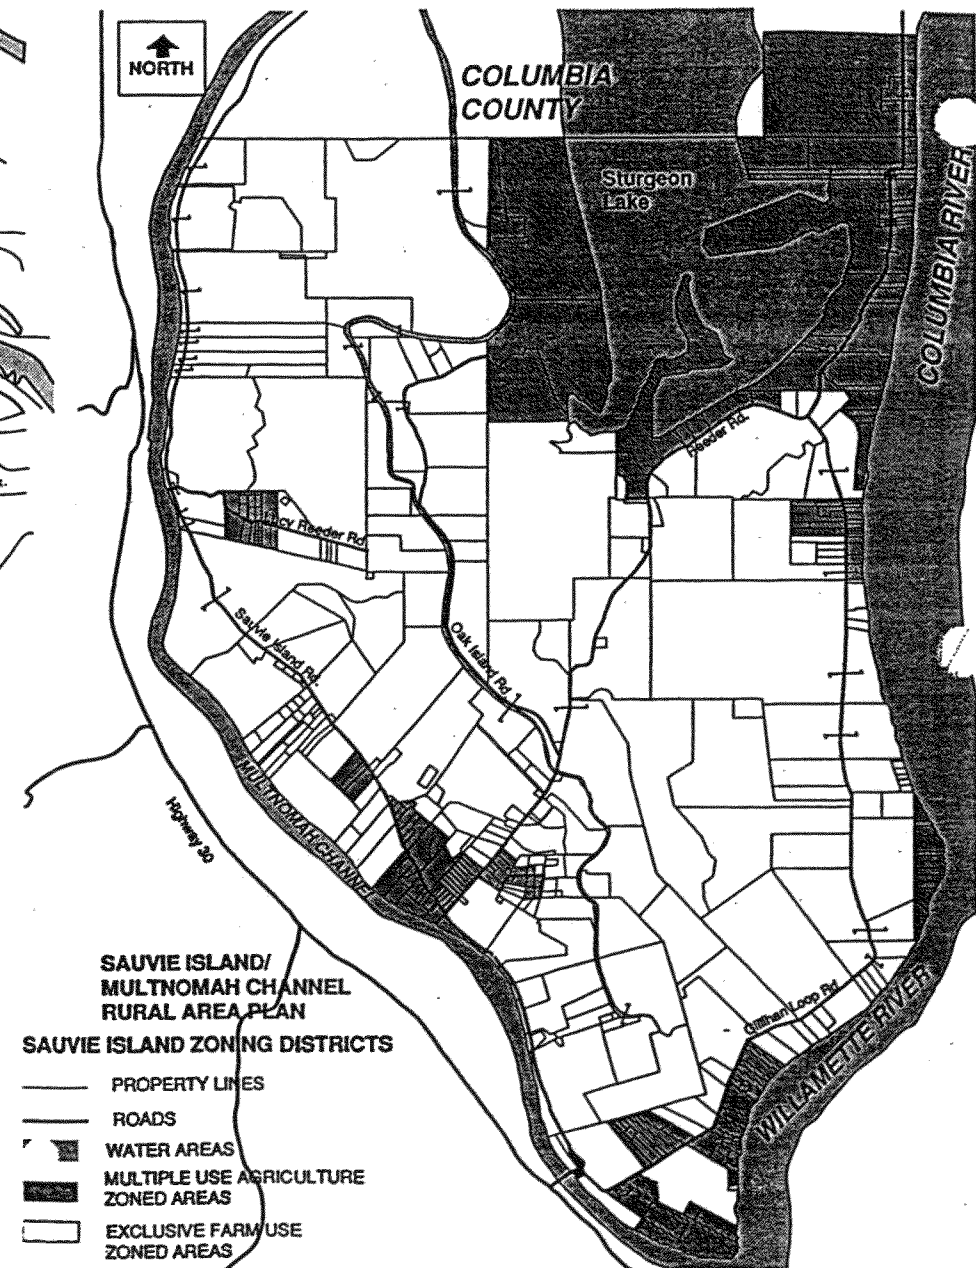 NORTH
COLUMBIA
COUNTY
Sturgeon
Lake
COLUMBIA RIVER
COLUMBIA RIVER
Reeder Rd.
Reeder Rd
Sauvie Island Rd.
Oak Island Rd.
MULTNOMAH CHANNEL
Highway 30
Gillihan Loop Rd
WILLAMETTE RIVER
SAUVIE ISLAND/
MULTNOMAH CHANNEL
RURAL AREA PLAN
SAUVIE ISLAND ZONING DISTRICTS
PROPERTY LINES
ROADS
WATER AREAS
MULTIPLE USE AGRICULTURE
ZONED AREAS
EXCLUSIVE FARM USE
ZONED AREAS